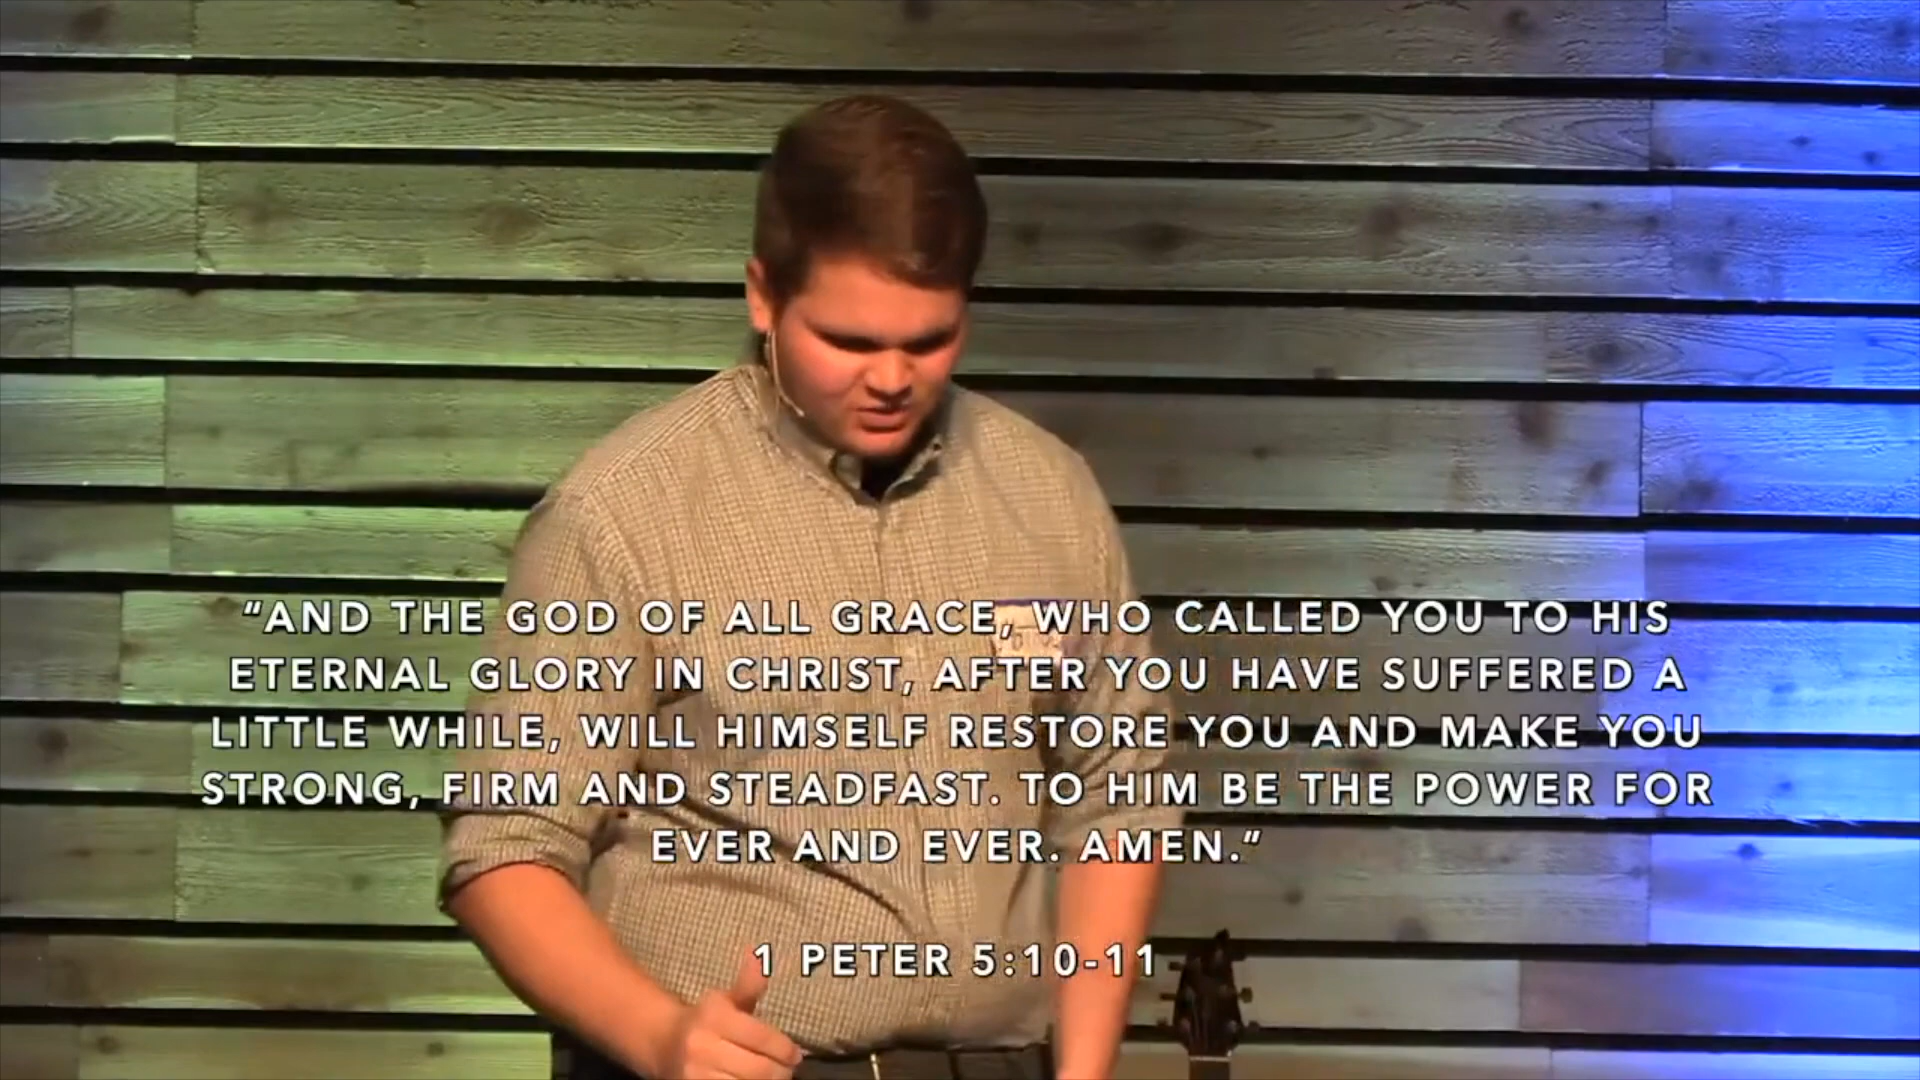 “AND THE GOD OF ALL GRACE, WHO CALLED YOU TO HIS
ETERNAL GLORY IN CHRIST, AFTER YOU HAVE SUFFERED A
LITTLE WHILE, WILL HIMSELF RESTORE YOU AND MAKE YOU
STRONG, FIRM AND STEADFAST. TO HIM BE THE POWER FOR
EVER AND EVER. AMEN.”
1 PETER 5:10-11